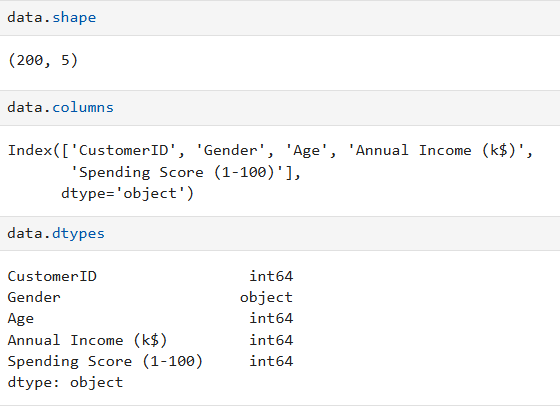 data.shape
(200, 5)
data.columns
Index(['CustomerID', 'Gender', 'Age', 'Annual Income (k$)',
       'Spending Score (1-100)'],
      dtype='object')
data.dtypes
CustomerID                 int64
Gender                    object
Age                        int64
Annual Income (k$)         int64
Spending Score (1-100)     int64
dtype: object